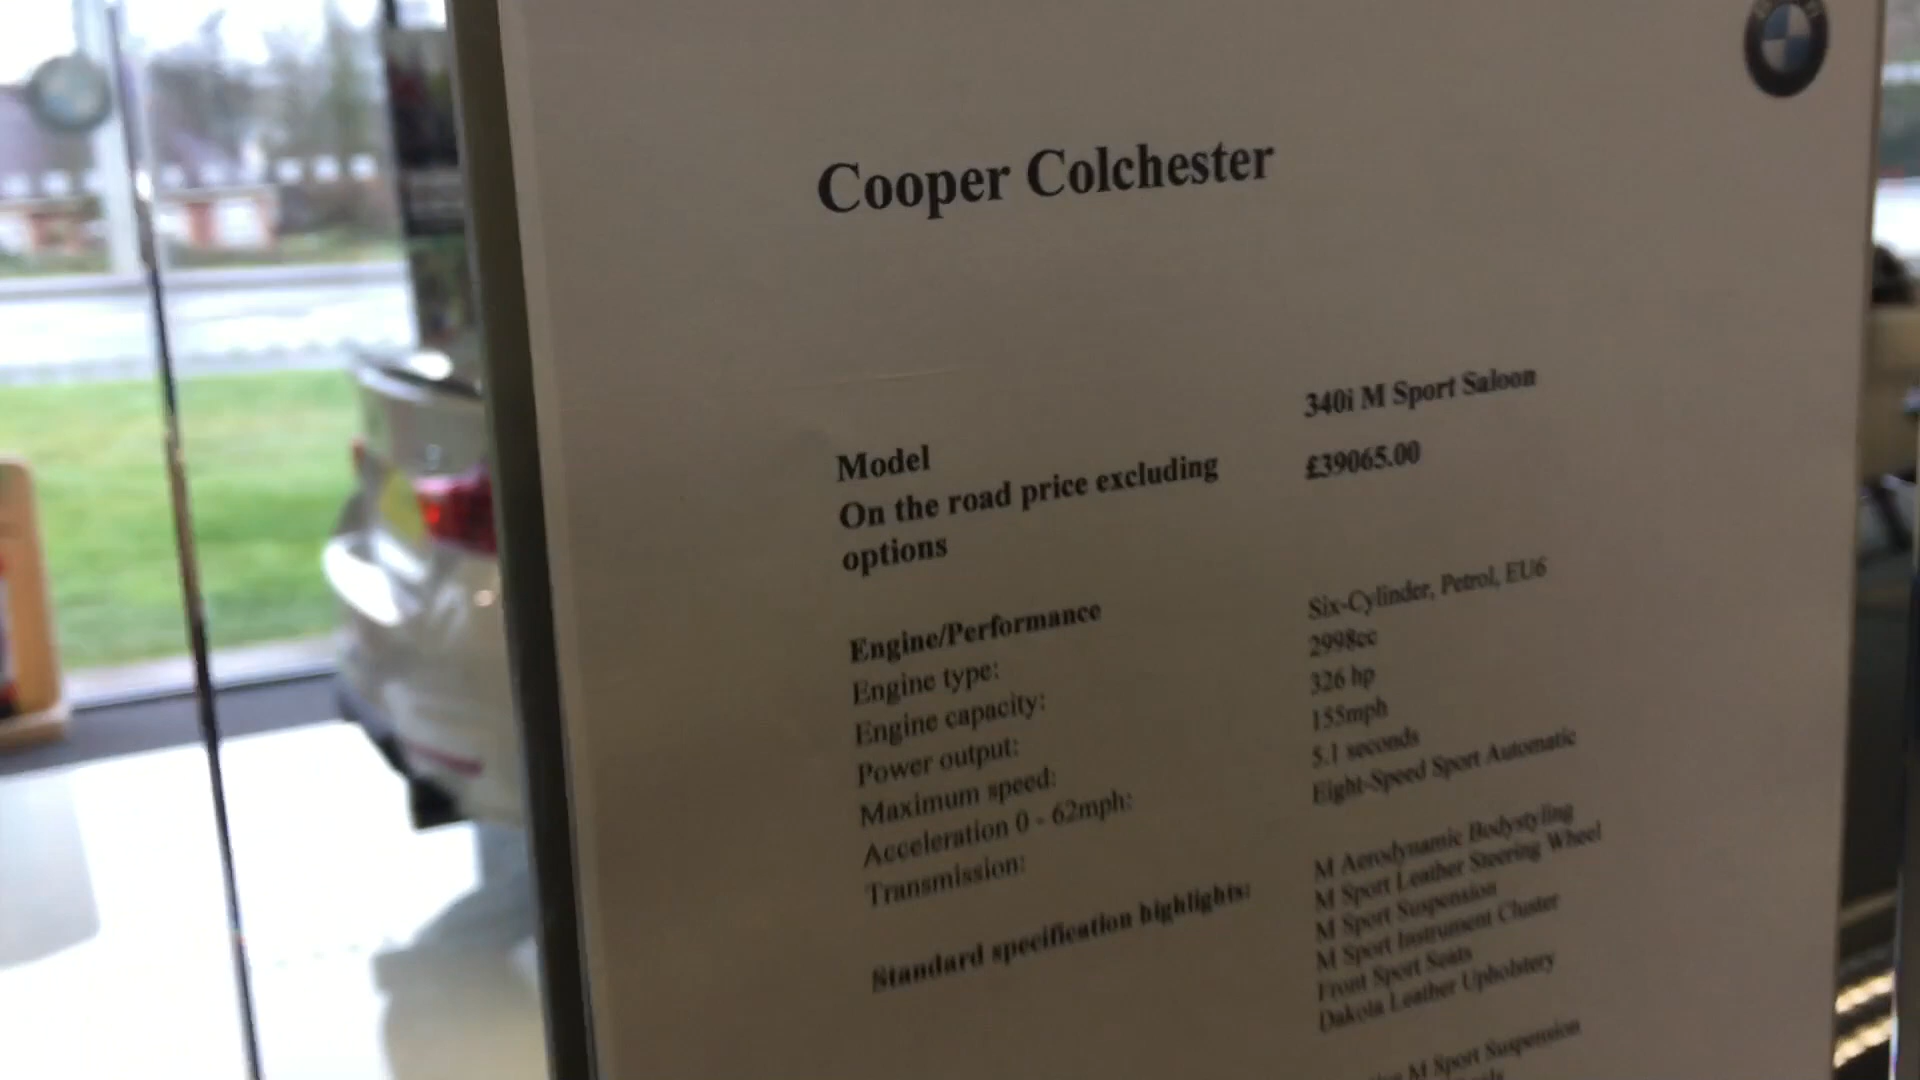 Cooper Colchester
Model
340i M Sport Saloon
On the road price excluding
options
£39065.00
Engine/Performance
Engine type:
Six-Cylinder, Petrol, EU6
Engine capacity:
2998cc
Power output:
326 hp
Maximum speed:
155mph
Acceleration 0 - 62mph:
5.1 seconds
Transmission:
Eight-Speed Sport Automatic
Standard specification highlights:
M Aerodynamic Bodystyling
M Sport Leather Steering Wheel
M Sport Suspension
M Sport Instrument Cluster
Front Sport Seats
Dakota Leather Upholstery
M Sport Suspension